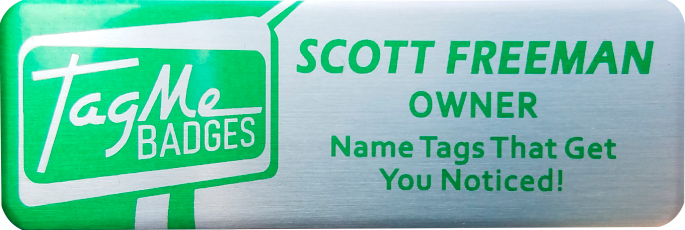 TagMe
BADGES
SCOTT FREEMAN
OWNER
Name Tags That Get
You Noticed!